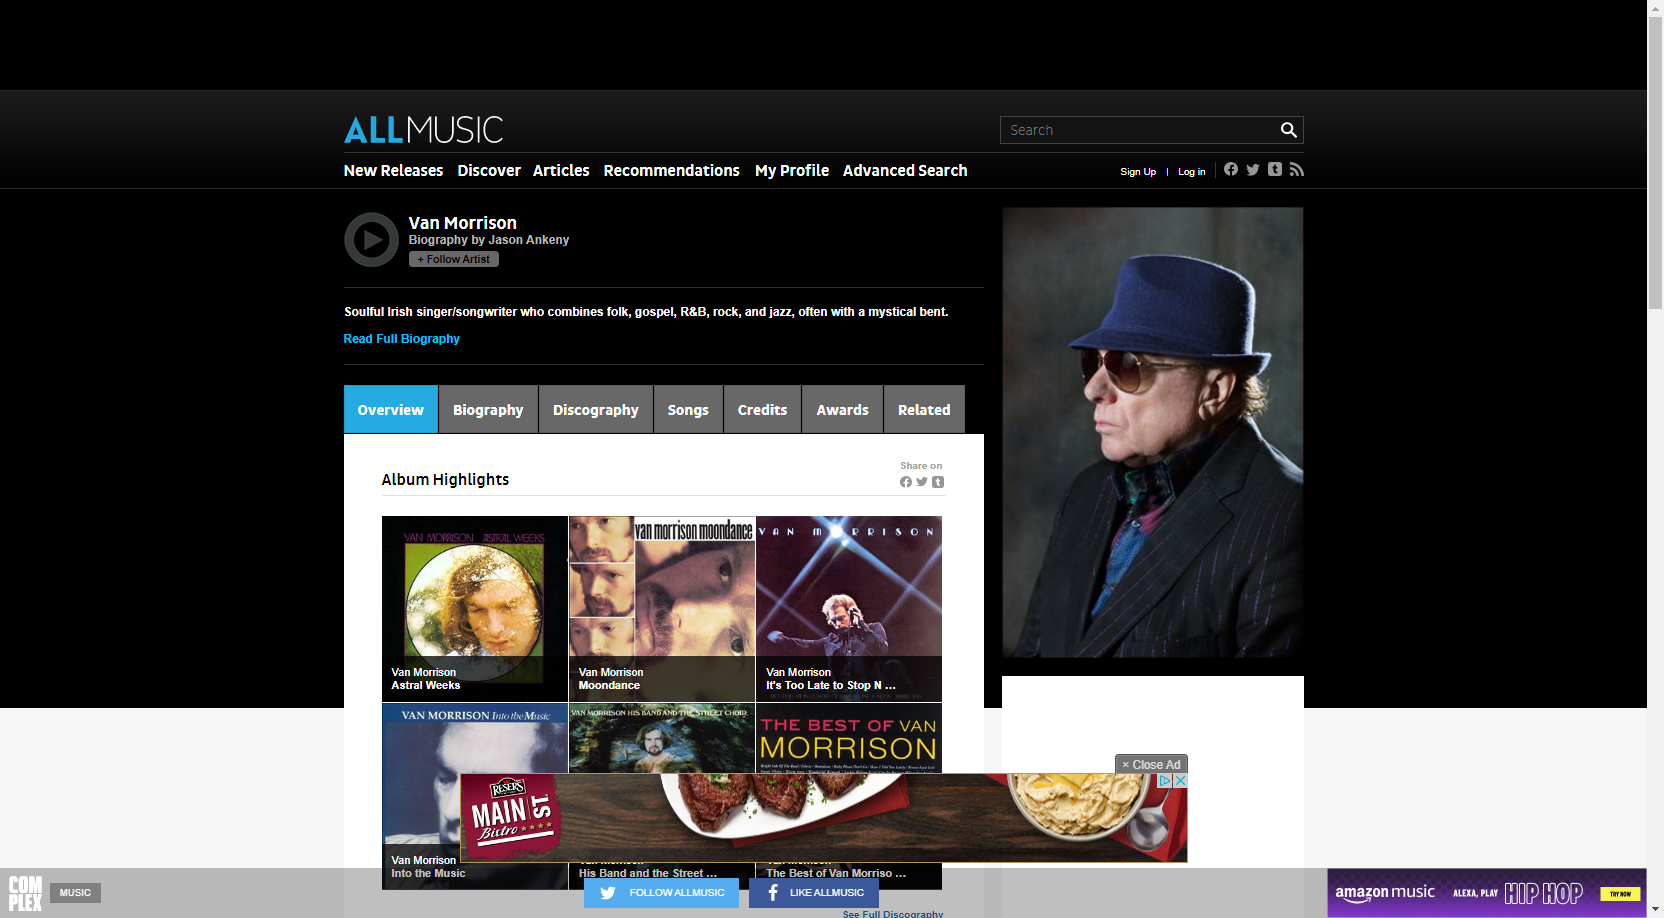 ALLMUSIC
Search
New Releases Discover Articles Recommendations My Profile Advanced Search
Sign Up | Log in
Van Morrison
Biography by Jason Ankeny
+ Follow Artist
Soulful Irish singer/songwriter who combines folk, gospel, R&B, rock, and jazz, often with a mystical bent.
Read Full Biography
Overview Biography Discography Songs Credits Awards Related
Share on
Album Highlights
VAN MORRISON ASTRAL WEEKS
van morrison moondance
VAN MORRISON
Van Morrison
Astral Weeks
Van Morrison
Moondance
Van Morrison
It's Too Late to Stop N ...
VAN MORRISON Into the Music
VAN MORRISON HIS BAND AND THE STREET CHOIR
THE BEST OF VAN
MORRISON
× Close Ad
RESER'S
MAIN ST
Bistro
Van Morrison
Into the Music
Van Morrison
His Band and the Street ...
Van Morrison
The Best of Van Morriso ...
COM
PLEX
MUSIC
FOLLOW ALLMUSIC
LIKE ALLMUSIC
See Full Discography
amazon music
ALEXA, PLAY
HIP HOP
TRY NOW